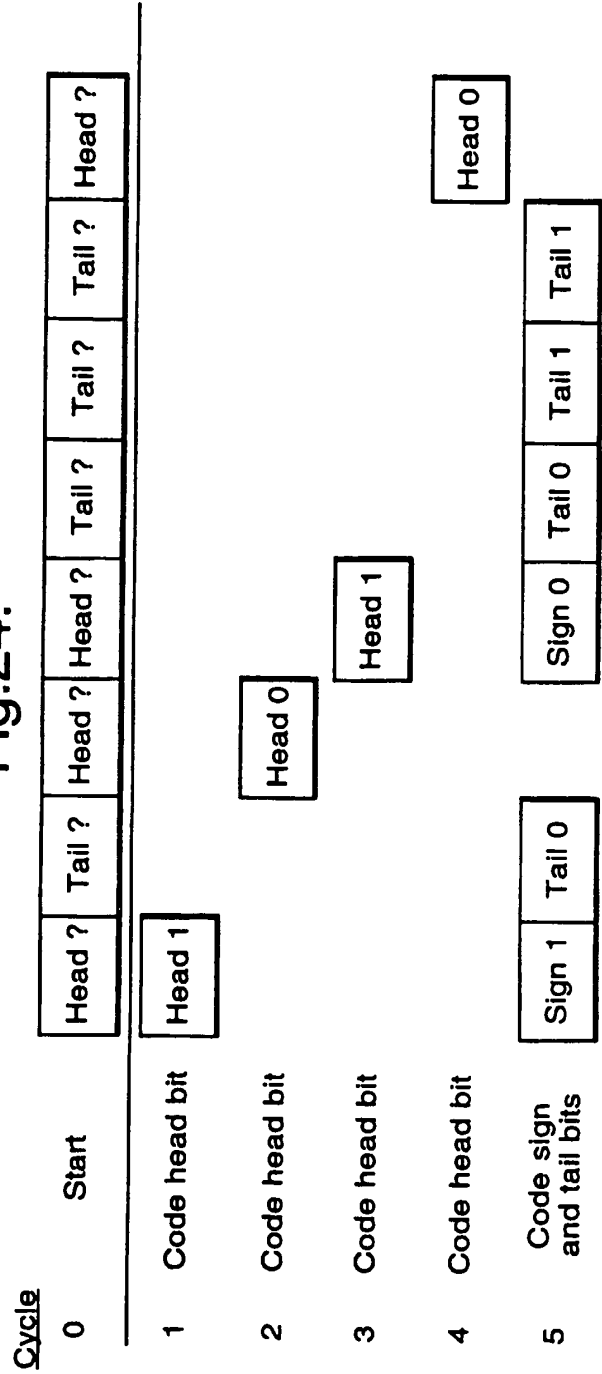 Fig.24.
Cycle
0 Start Head ? Tail ? Head ? Head ? Tail ? Tail ? Tail ? Head ?
1 Code head bit Head 1
2 Code head bit Head 0
3 Code head bit Head 1
4 Code head bit Head 0
5 Code sign and tail bits Sign 1 Tail 0 Sign 0 Tail 0 Tail 1 Tail 1